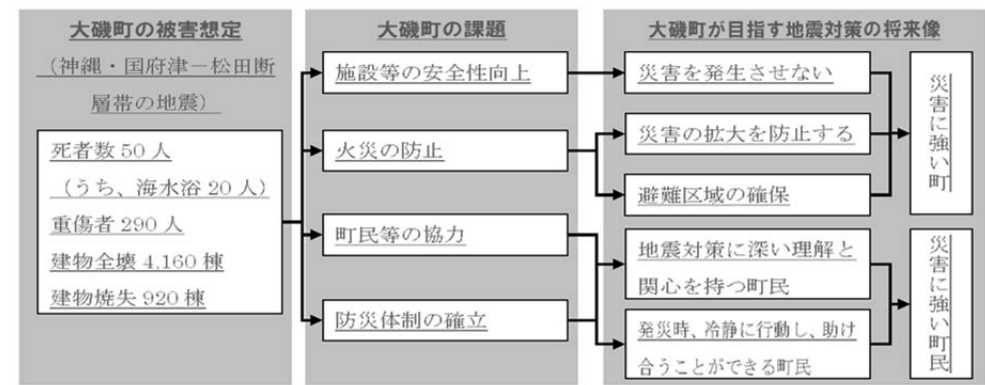 大磯町の被害想定
（神縄・国府津－松田断
層帯の地震）
死者数 50 人
（うち、海水浴 20 人）
重傷者 290 人
建物全壊 4,160 棟
建物焼失 920 棟
大磯町の課題
施設等の安全性向上
火災の防止
町民等の協力
防災体制の確立
大磯町が目指す地震対策の将来像
災害を発生させない
災害の拡大を防止する
避難区域の確保
地震対策に深い理解と
関心を持つ町民
発災時、冷静に行動し、助け
合うことができる町民
災害に強い町
災害に強い町民